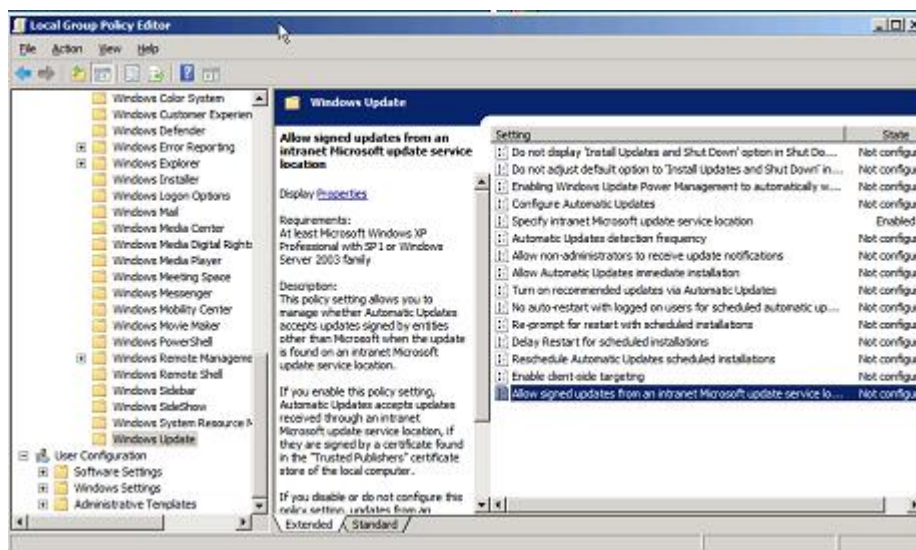 Local Group Policy Editor
File Action View Help
Windows Color System
Windows Customer Experien
Windows Defender
Windows Error Reporting
Windows Explorer
Windows Installer
Windows Logon Options
Windows Mail
Windows Media Center
Windows Media Digital Rights
Windows Media Player
Windows Meeting Space
Windows Messenger
Windows Mobility Center
Windows Movie Maker
Windows PowerShell
Windows Remote Manageme
Windows Remote Shell
Windows Sidebar
Windows SideShow
Windows System Resource M
Windows Update
User Configuration
Software Settings
Windows Settings
Administrative Templates
Windows Update
Allow signed updates from an
intranet Microsoft update service
location
Display Properties
Requirements:
At least Microsoft Windows XP
Professional with SP1 or Windows
Server 2003 family
Description:
This policy setting allows you to
manage whether Automatic Updates
accepts updates signed by entities
other than Microsoft when the update
is found on an intranet Microsoft
update service location.
If you enable this policy setting,
Automatic Updates accepts updates
received through an intranet
Microsoft update service location, if
they are signed by a certificate found
in the "Trusted Publishers" certificate
store of the local computer.
If you disable or do not configure this
policy setting, updates from an
Setting State
Do not display 'Install Updates and Shut Down' option in Shut Do.... Not configu
Do not adjust default option to 'Install Updates and Shut Down' in... Not configu
Enabling Windows Update Power Management to automatically w... Not configu
Configure Automatic Updates Not configu
Specify intranet Microsoft update service location Enabled
Automatic Updates detection frequency Not configu
Allow non-administrators to receive update notifications Not configu
Allow Automatic Updates immediate installation Not configu
Turn on recommended updates via Automatic Updates Not configu
No auto-restart with logged on users for scheduled automatic up.... Not configu
Re-prompt for restart with scheduled installations Not configu
Delay Restart for scheduled installations Not configu
Reschedule Automatic Updates scheduled installations Not configu
Enable client-side targeting Not configu
Allow signed updates from an intranet Microsoft update service lo.... Not configu
Extended Standard